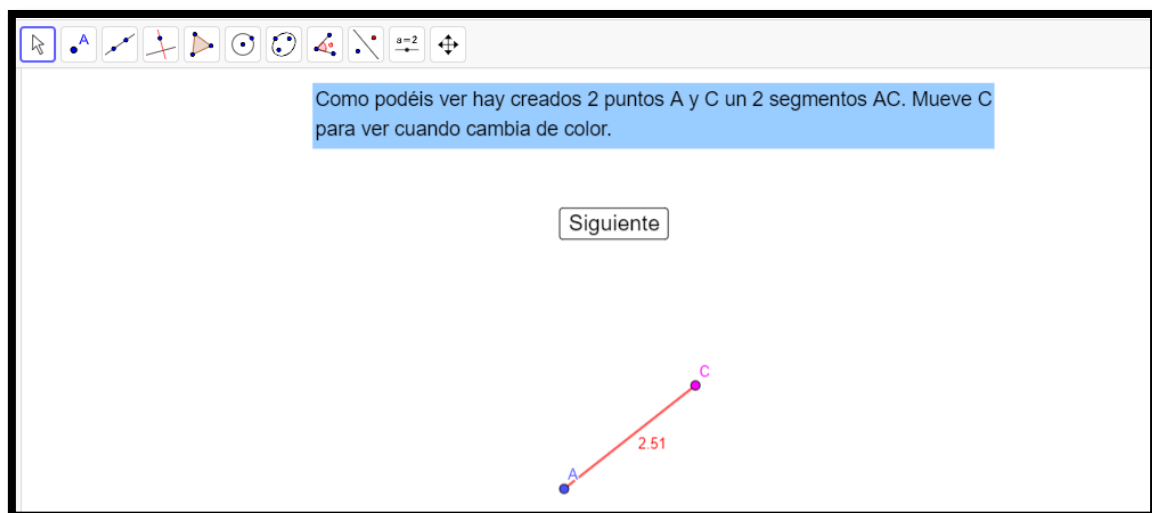 A
a=2
Como podéis ver hay creados 2 puntos A y C un 2 segmentos AC. Mueve C
para ver cuando cambia de color.
Siguiente
C
2.51
A